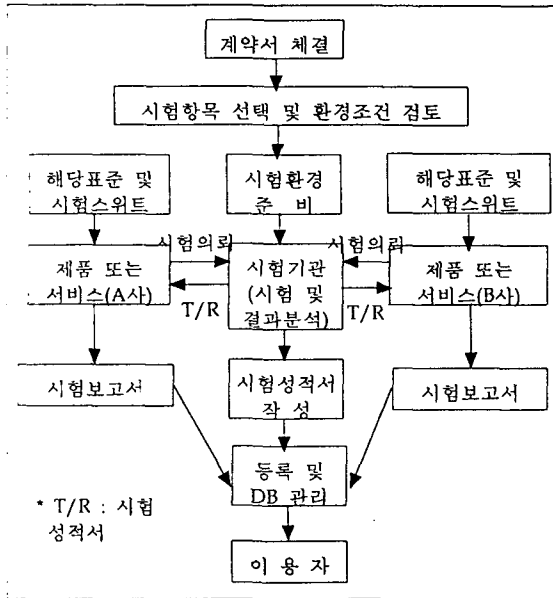 계약서 체결
시험항목 선택 및 환경조건 검토
해당표준 및
시험스위트
시험환경
준 비
해당표준 및
시험스위트
시험의뢰
시험의뢰
제품 또는
서비스(A사)
시험기관
(시험 및
결과분석)
제품 또는
서비스(B사)
T/R
T/R
시험보고서
시험성적서
작 성
시험보고서
등록 및
DB 관리
* T/R : 시험
성적서
이 용 자